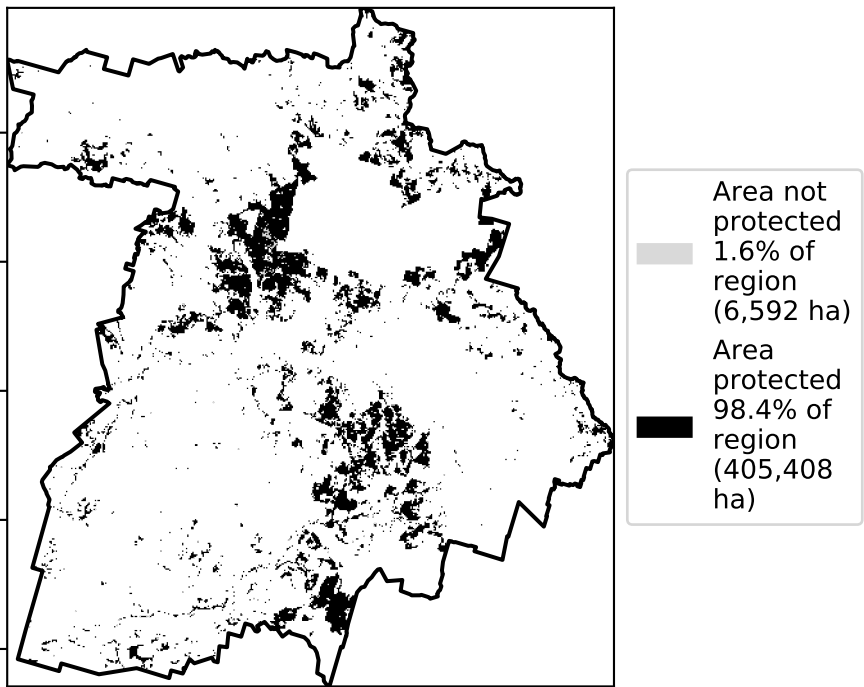 Area not
protected
1.6% of
region
(6,592 ha)
Area
protected
98.4% of
region
(405,408
ha)